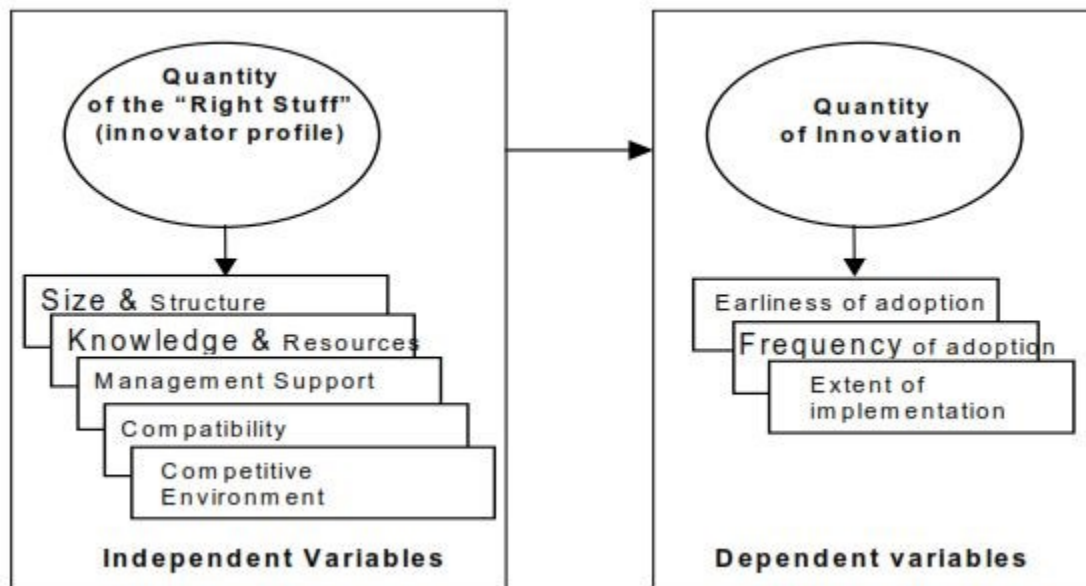 Quantity
of the “Right Stuff”
(innovator profile)
Size & Structure
Knowledge & Resources
Management Support
Compatibility
Competitive
Environment
Independent Variables
Quantity
of Innovation
Earliness of adoption
Frequency of adoption
Extent of
implementation
Dependent variables